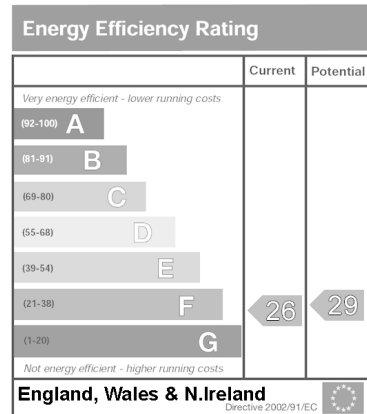 Energy Efficiency Rating
Current Potential
Very energy efficient - lower running costs
(92-100) A
(81-91) B
(69-80) C
(55-68) D
(39-54) E
(21-38) F 26 29
(1-20) G
Not energy efficient - higher running costs
England, Wales & N.Ireland
Directive 2002/91/EC